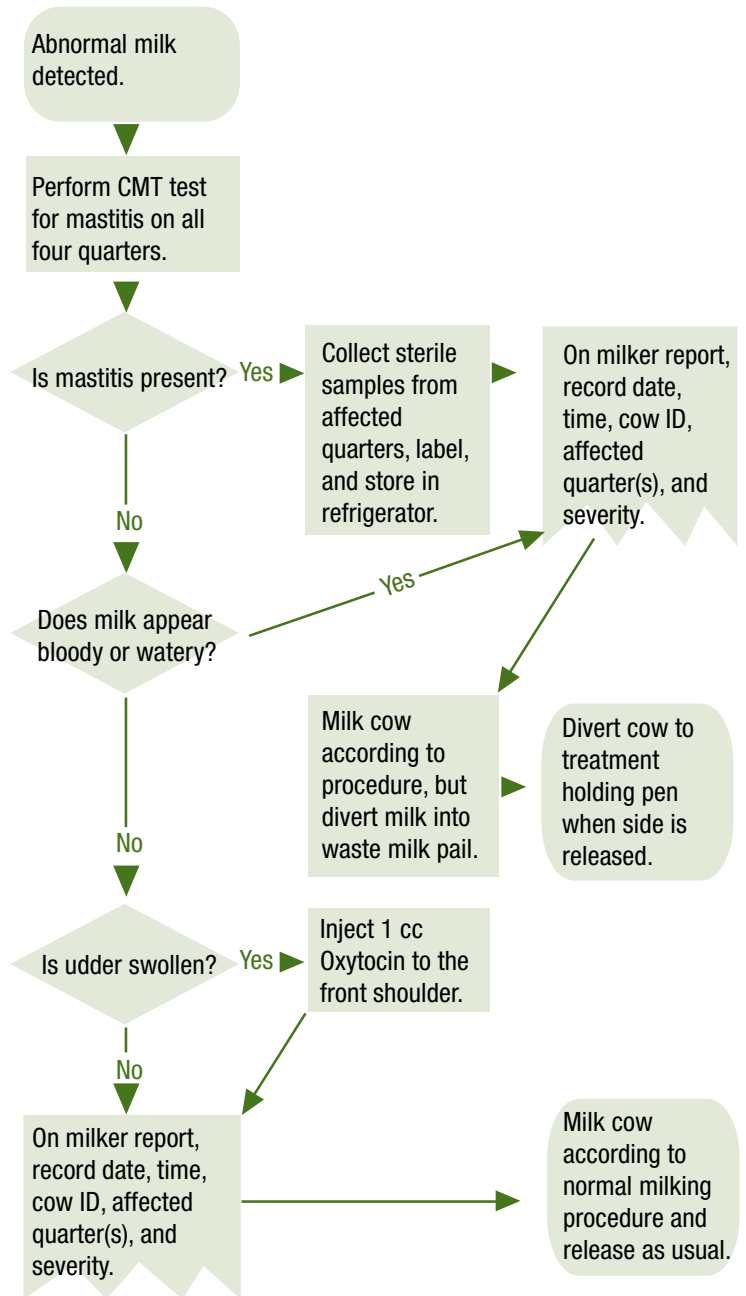 Abnormal milk
detected.
Perform CMT test
for mastitis on all
four quarters.
Is mastitis present?
Yes
Collect sterile
samples from
affected
quarters, label,
and store in
refrigerator.
On milker report,
record date,
time, cow ID,
affected
quarter(s), and
severity.
No
Does milk appear
bloody or watery?
Yes
Milk cow
according to
procedure, but
divert milk into
waste milk pail.
Divert cow to
treatment
holding pen
when side is
released.
No
Is udder swollen?
Yes
Inject 1 cc
Oxytocin to the
front shoulder.
No
On milker report,
record date, time,
cow ID, affected
quarter(s), and
severity.
Milk cow
according to
normal milking
procedure and
release as usual.